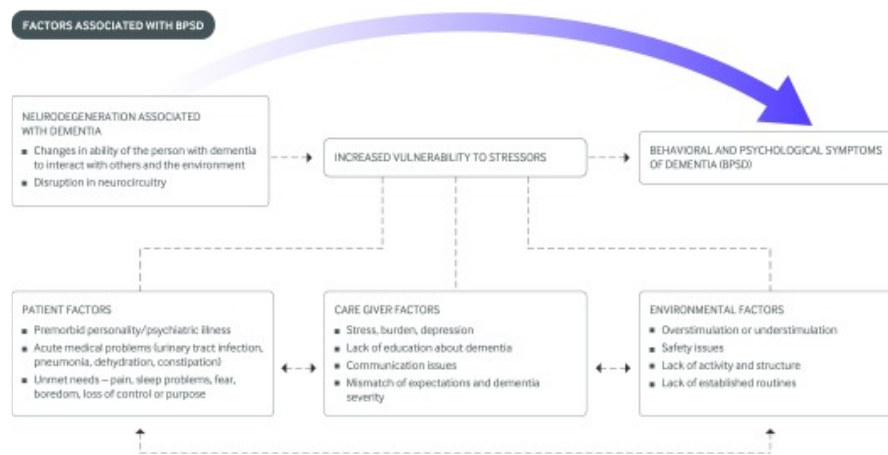 FACTORS ASSOCIATED WITH BPSD
NEURODEGENERATION ASSOCIATED
WITH DEMENTIA
▪ Changes in ability of the person with dementia
to interact with others and the environment
▪ Disruption in neurocircuitry
INCREASED VULNERABILITY TO STRESSORS
BEHAVIORAL AND PSYCHOLOGICAL SYMPTOMS
OF DEMENTIA (BPSD)
PATIENT FACTORS
▪ Premorbid personality/psychiatric illness
▪ Acute medical problems (urinary tract infection,
pneumonia, dehydration, constipation)
▪ Unmet needs – pain, sleep problems, fear,
boredom, loss of control or purpose
CARE GIVER FACTORS
▪ Stress, burden, depression
▪ Lack of education about dementia
▪ Communication issues
▪ Mismatch of expectations and dementia
severity
ENVIRONMENTAL FACTORS
▪ Overstimulation or understimulation
▪ Safety issues
▪ Lack of activity and structure
▪ Lack of established routines